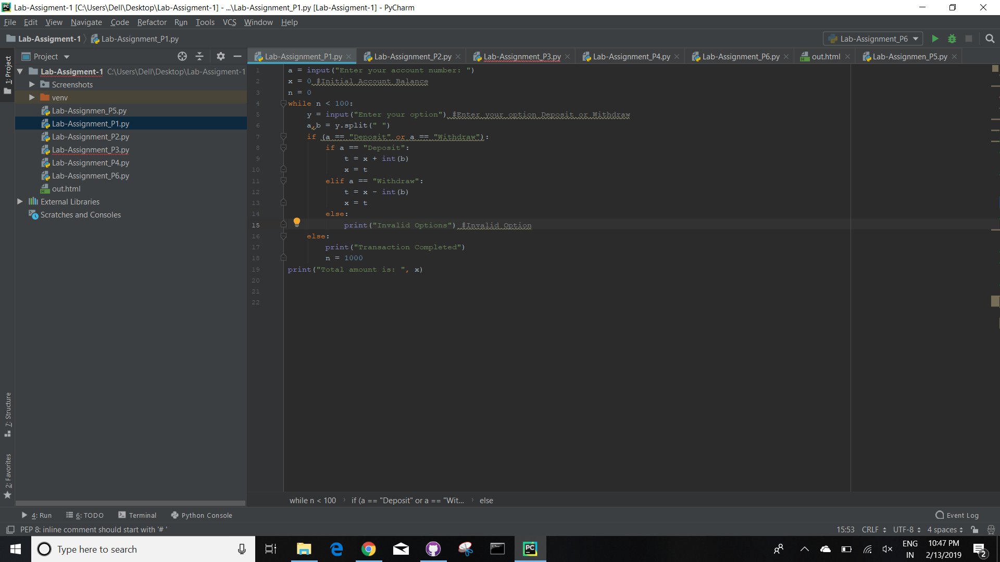 Lab-Assigment-1 [C:\Users\Dell\Desktop\Lab-Assigment-1] - ...\Lab-Assignment_P1.py [Lab-Assigment-1] - PyCharm
File Edit View Navigate Code Refactor Run Tools VCS Window Help
Lab-Assigment-1 Lab-Assignment_P1.py Lab-Assignment_P6
Project
Lab-Assignment_P1.py Lab-Assignment_P2.py Lab-Assignment_P3.py Lab-Assignment_P4.py Lab-Assignment_P6.py out.html Lab-Assignmen_P5.py
1: Project
Lab-Assigment-1 C:\Users\Dell\Desktop\Lab-Assigment-1
Screenshots
venv
Lab-Assignmen_P5.py
Lab-Assignment_P1.py
Lab-Assignment_P2.py
Lab-Assignment_P3.py
Lab-Assignment_P4.py
Lab-Assignment_P6.py
out.html
External Libraries
Scratches and Consoles
7: Structure
2: Favorites
1 a = input("Enter your account number: ")
2 x = 0 #Initial Account Balance
3 n = 0
4 while n < 100:
5 y = input("Enter your option") #Enter your option Deposit or Withdraw
6 a,b = y.split(" ")
7 if (a == "Deposit" or a == "Withdraw"):
8 if a == "Deposit":
9 t = x + int(b)
10 x = t
11 elif a == "Withdraw":
12 t = x - int(b)
13 x = t
14 else:
15 print("Invalid Options") #Invalid Option
16 else:
17 print("Transaction Completed")
18 n = 1000
19 print("Total amount is: ", x)
20
21
22
while n < 100 › if (a == "Deposit" or a == "Wit... › else
4: Run 6: TODO Terminal Python Console Event Log
PEP 8: inline comment should start with '# ' 15:53 CRLF UTF-8 4 spaces
Type here to search
PC
ENG
IN
10:47 PM
2/13/2019
2